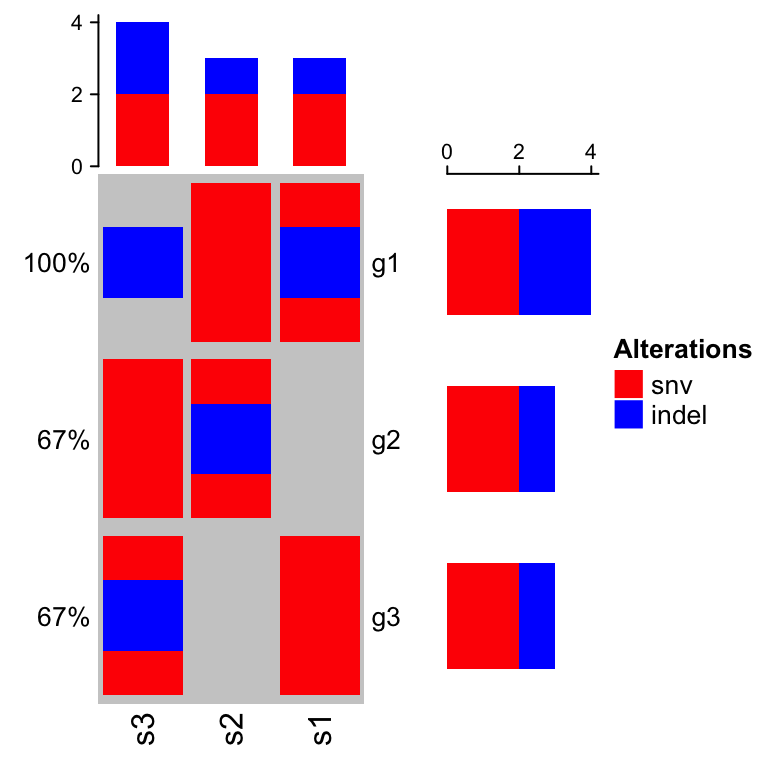 4
2
0
0 2 4
100% g1
Alterations
snv
indel
67% g2
67% g3
s3 s2 s1